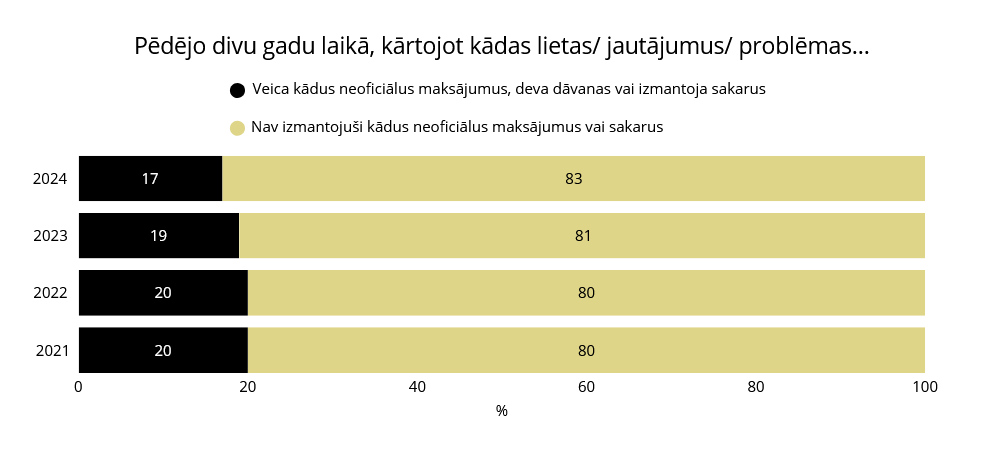 Pēdējo divu gadu laikā, kārtojot kādas lietas/ jautājumus/ problēmas...
Veica kādus neoficiālus maksājumus, deva dāvanas vai izmantoja sakarus
Nav izmantojuši kādus neoficiālus maksājumus vai sakarus
2024 17 83
2023 19 81
2022 20 80
2021 20 80
0 20 40 60 80 100
%